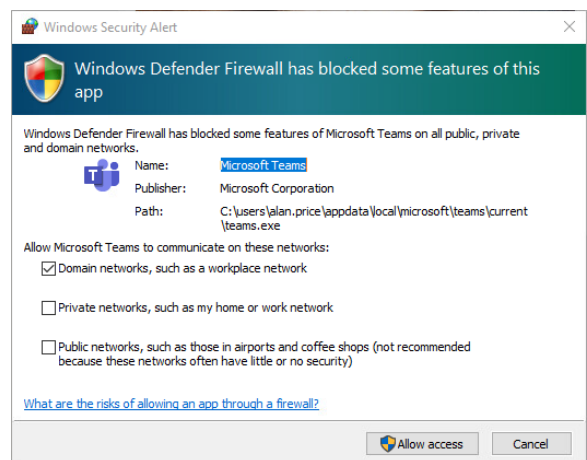 Windows Security Alert
Windows Defender Firewall has blocked some features of this
app
Windows Defender Firewall has blocked some features of Microsoft Teams on all public, private
and domain networks.
Name: Microsoft Teams
Publisher: Microsoft Corporation
Path: C:\users\alan.price\appdata\local\microsoft\teams\current
\teams.exe
Allow Microsoft Teams to communicate on these networks:
Domain networks, such as a workplace network
Private networks, such as my home or work network
Public networks, such as those in airports and coffee shops (not recommended
because these networks often have little or no security)
What are the risks of allowing an app through a firewall?
Allow access Cancel